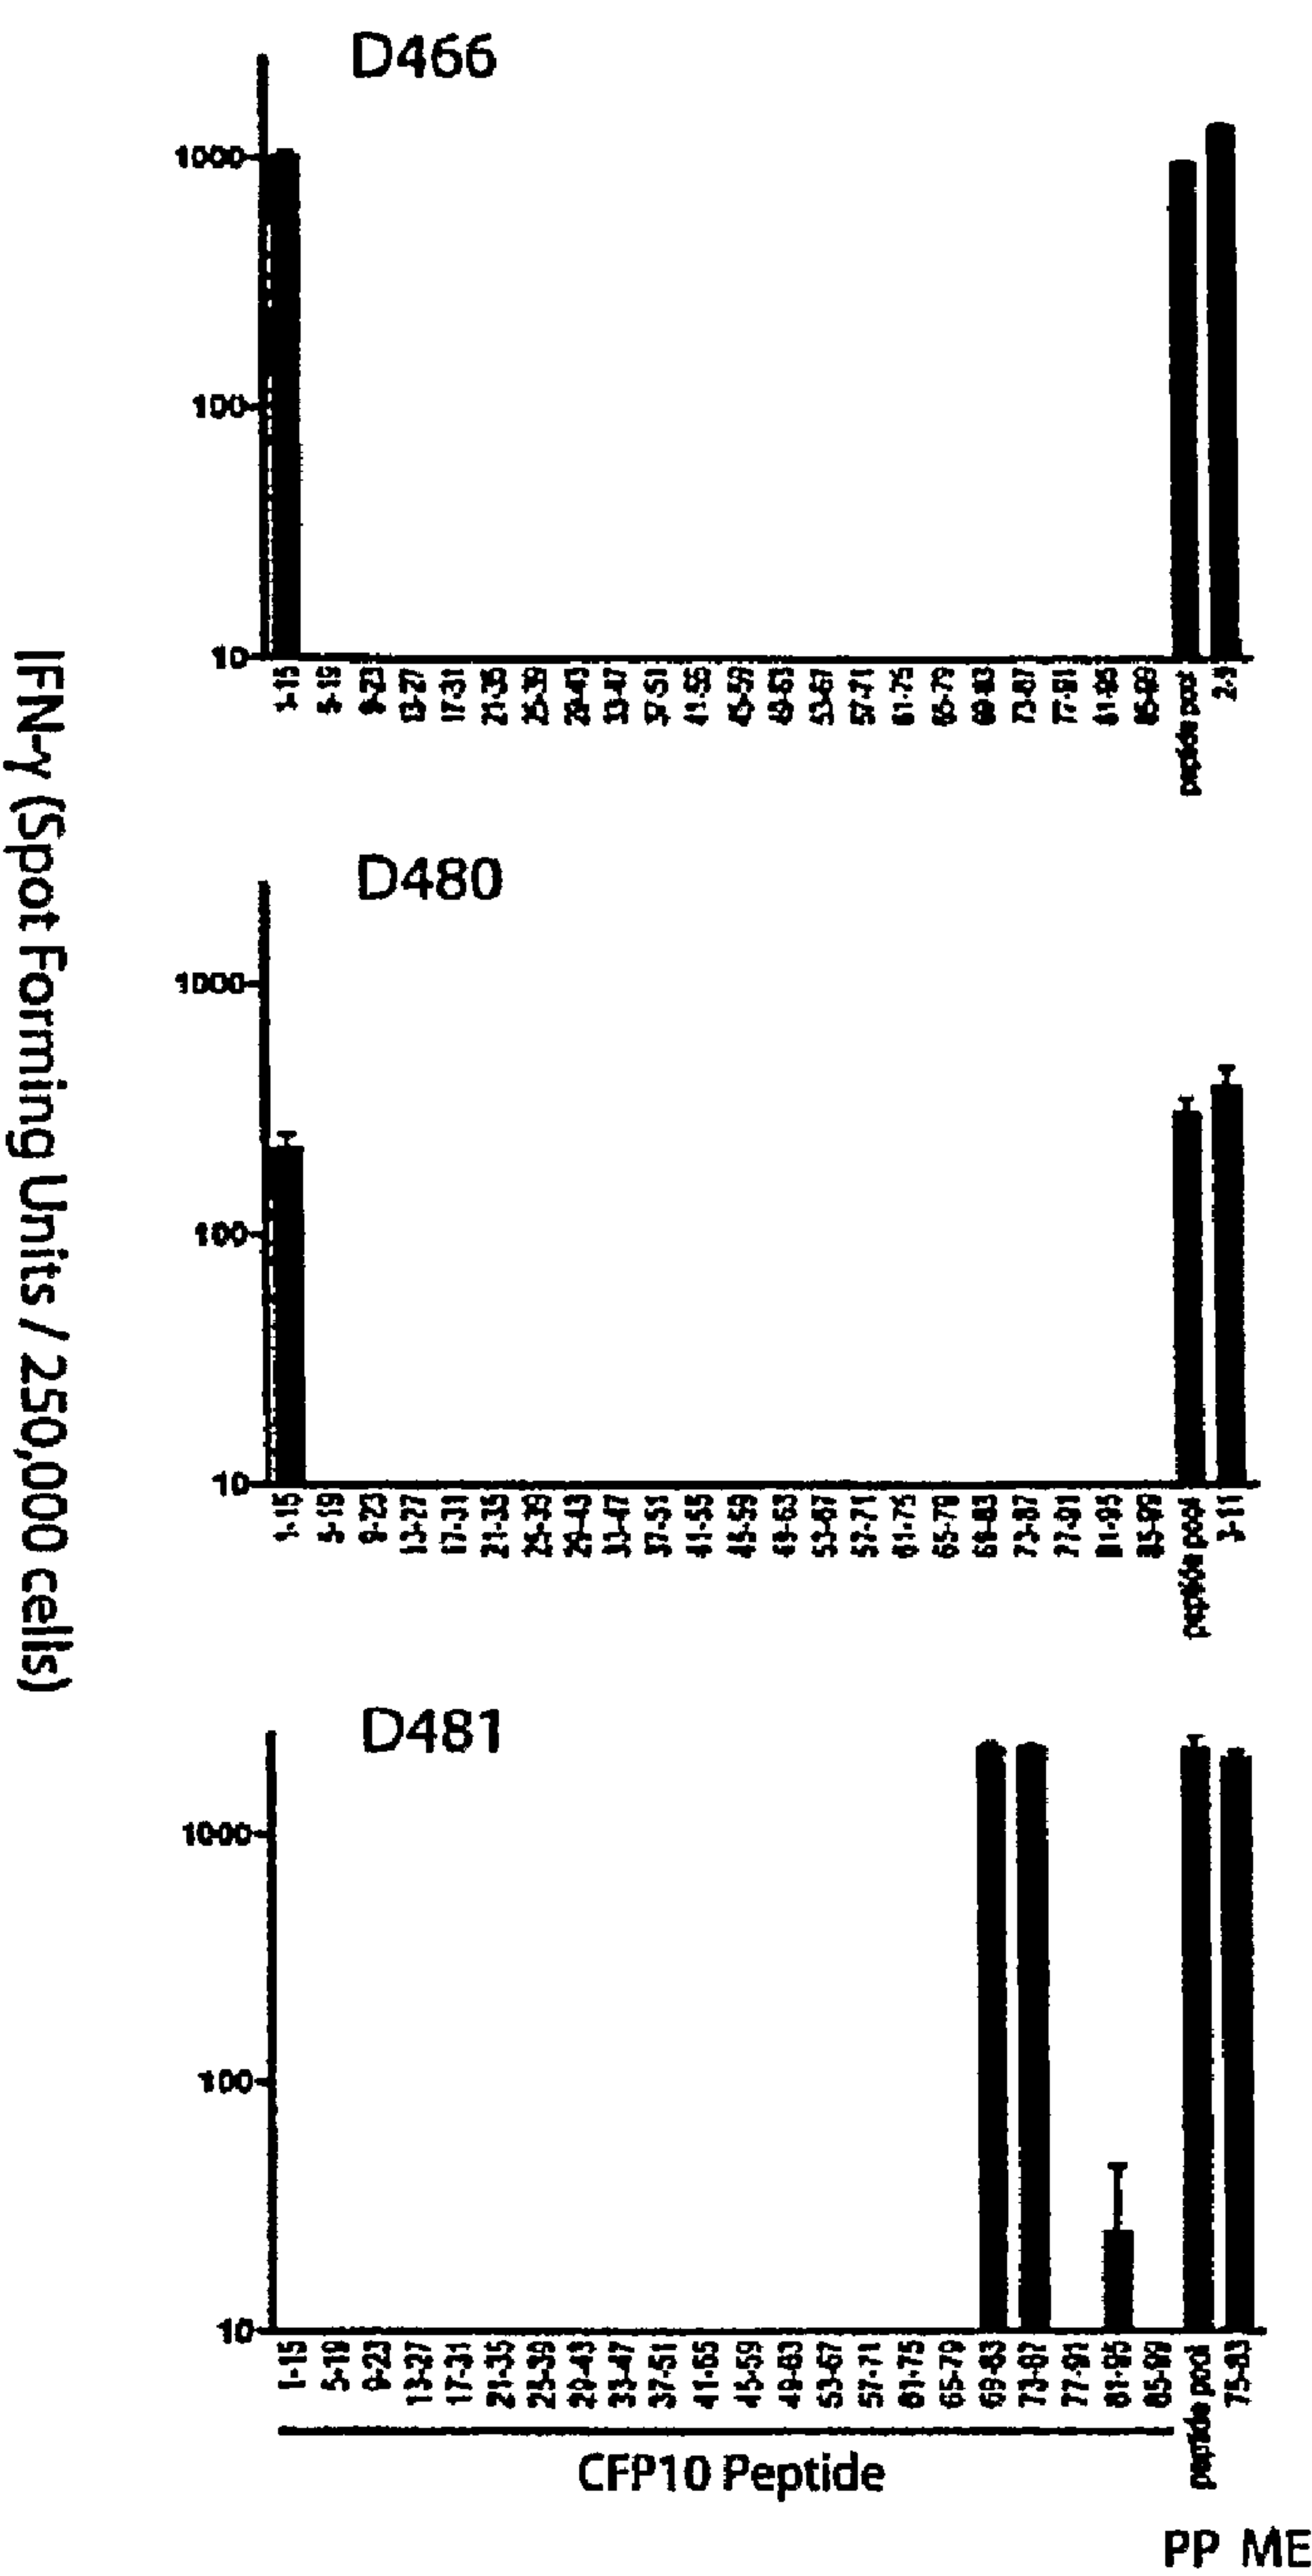 D466
1000
100
10
1-15 5-19 9-23 13-27 17-31 21-35 25-39 29-43 33-47 37-51 41-55 45-59 49-63 53-67 57-71 61-75 65-79 69-83 73-87 77-91 81-95 85-99 peptide pool 2-9
D480
1000
100
10
1-15 5-19 9-23 13-27 17-31 21-35 25-39 29-43 33-47 37-51 41-55 45-59 49-63 53-67 57-71 61-75 65-79 69-83 73-87 77-91 81-95 85-99 peptide pool 3-11
IFN-γ (Spot Forming Units / 250,000 cells)
D481
1000
100
10
1-15 5-19 9-23 13-27 17-31 21-35 25-39 29-43 33-47 37-51 41-55 45-59 49-63 53-67 57-71 61-75 65-79 69-83 73-87 77-91 81-95 85-99 peptide pool 75-83
CFP10 Peptide
PP ME